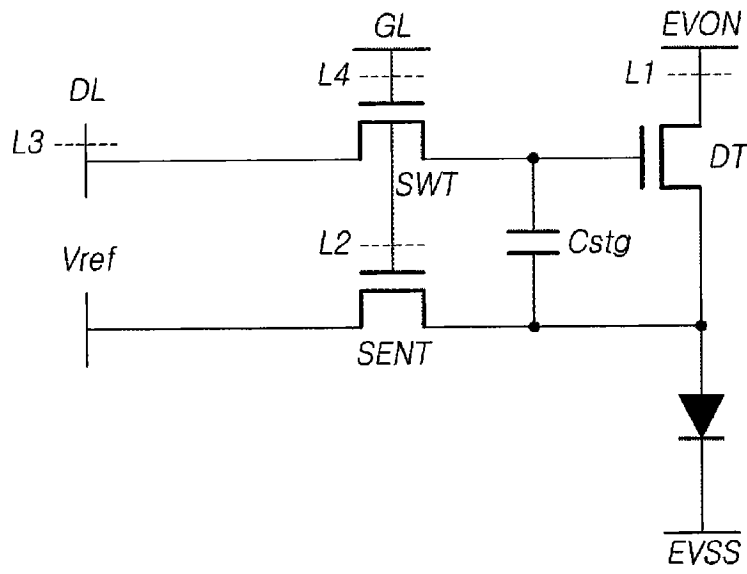 GL
EVON
L4
L1
DL
L3
DT
SWT
L2
Cstg
Vref
SENT
EVSS